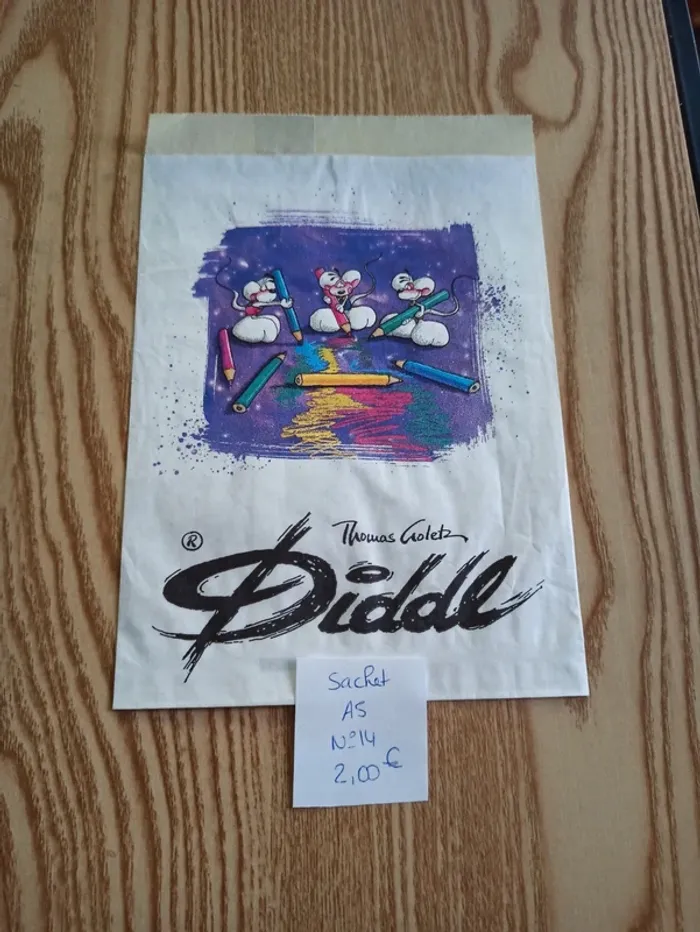 Thomas Goletz
®
Diddl
Sachet
A5
N°14
2,00€